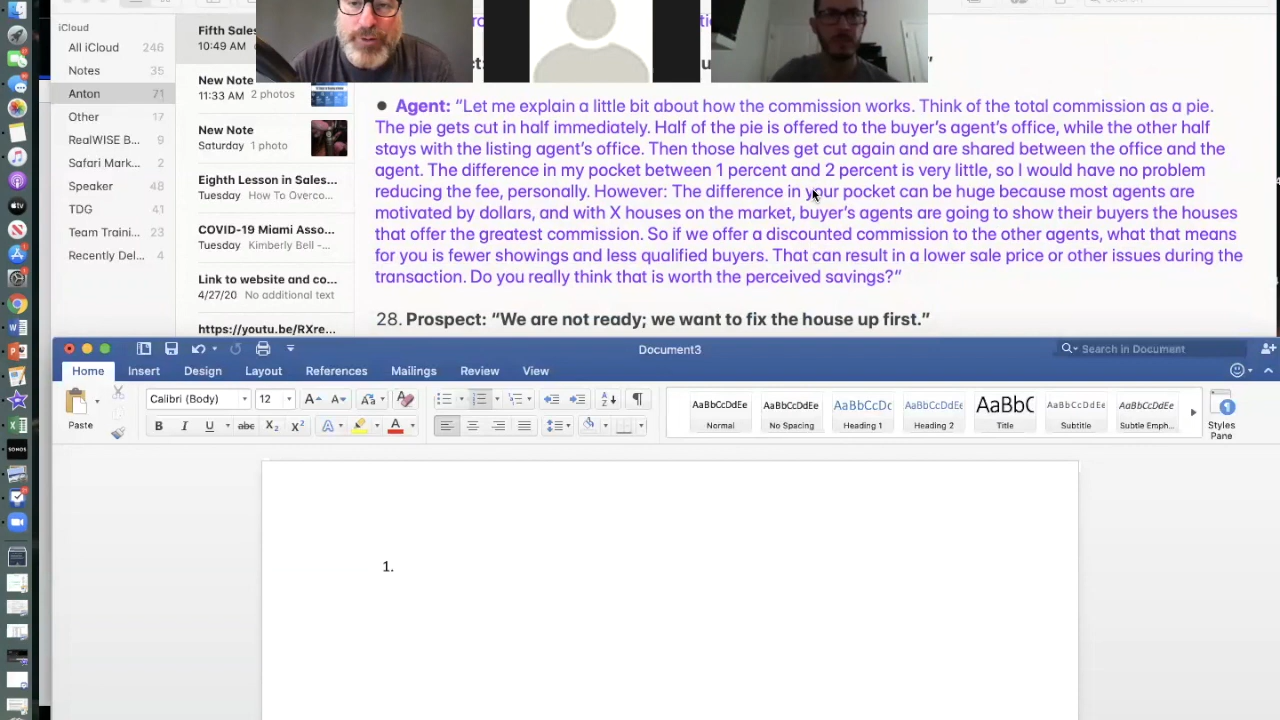 iCloud
All iCloud 246
Notes 35
Anton 71
Other 17
RealWISE B... 9
Safari Mark... 2
Speaker 48
TDG 41
Team Traini... 23
Recently Del... 4
Fifth Sales
10:49 AM
New Note
11:33 AM 2 photos
New Note
Saturday 1 photo
Eighth Lesson in Sales...
Tuesday How To Overco...
COVID-19 Miami Asso...
Tuesday Kimberly Bell -...
Link to website and co...
4/27/20 No additional text
https://youtu.be/RXre...
● Agent: “Let me explain a little bit about how the commission works. Think of the total commission as a pie.
The pie gets cut in half immediately. Half of the pie is offered to the buyer’s agent’s office, while the other half
stays with the listing agent’s office. Then those halves get cut again and are shared between the office and the
agent. The difference in my pocket between 1 percent and 2 percent is very little, so I would have no problem
reducing the fee, personally. However: The difference in your pocket can be huge because most agents are
motivated by dollars, and with X houses on the market, buyer’s agents are going to show their buyers the houses
that offer the greatest commission. So if we offer a discounted commission to the other agents, what that means
for you is fewer showings and less qualified buyers. That can result in a lower sale price or other issues during the
transaction. Do you really think that is worth the perceived savings?”
28. Prospect: “We are not ready; we want to fix the house up first.”
Document3
Search in Document
Home Insert Design Layout References Mailings Review View
Paste
Calibri (Body) 12
AaBbCcDdEe AaBbCcDdEe AaBbCcDc AaBbCcDdEe AaBbC AaBbCcDdEe AaBbCcDdEe
Normal No Spacing Heading 1 Heading 2 Title Subtitle Subtle Emph...
Styles
Pane
1.